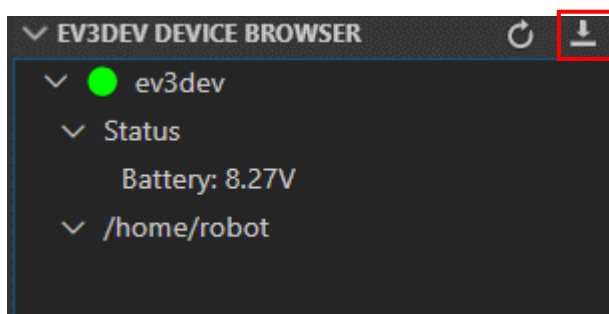 EV3DEV DEVICE BROWSER
ev3dev
Status
Battery: 8.27V
/home/robot